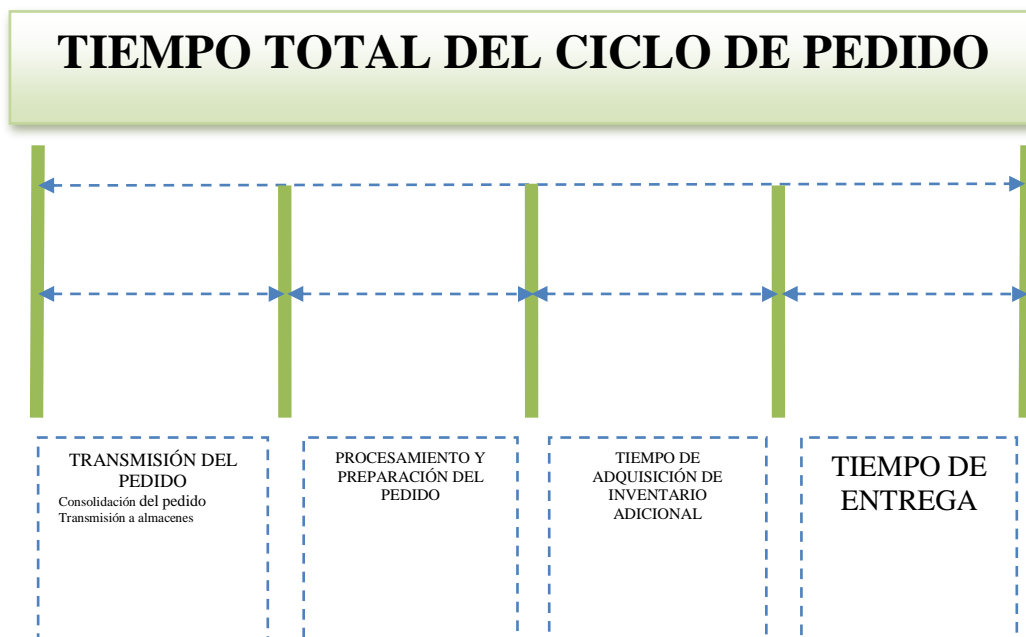 TIEMPO TOTAL DEL CICLO DE PEDIDO
TRANSMISIÓN DEL
PEDIDO
Consolidación del pedido
Transmisión a almacenes
PROCESAMIENTO Y
PREPARACIÓN DEL
PEDIDO
TIEMPO DE
ADQUISICIÓN DE
INVENTARIO
ADICIONAL
TIEMPO DE
ENTREGA